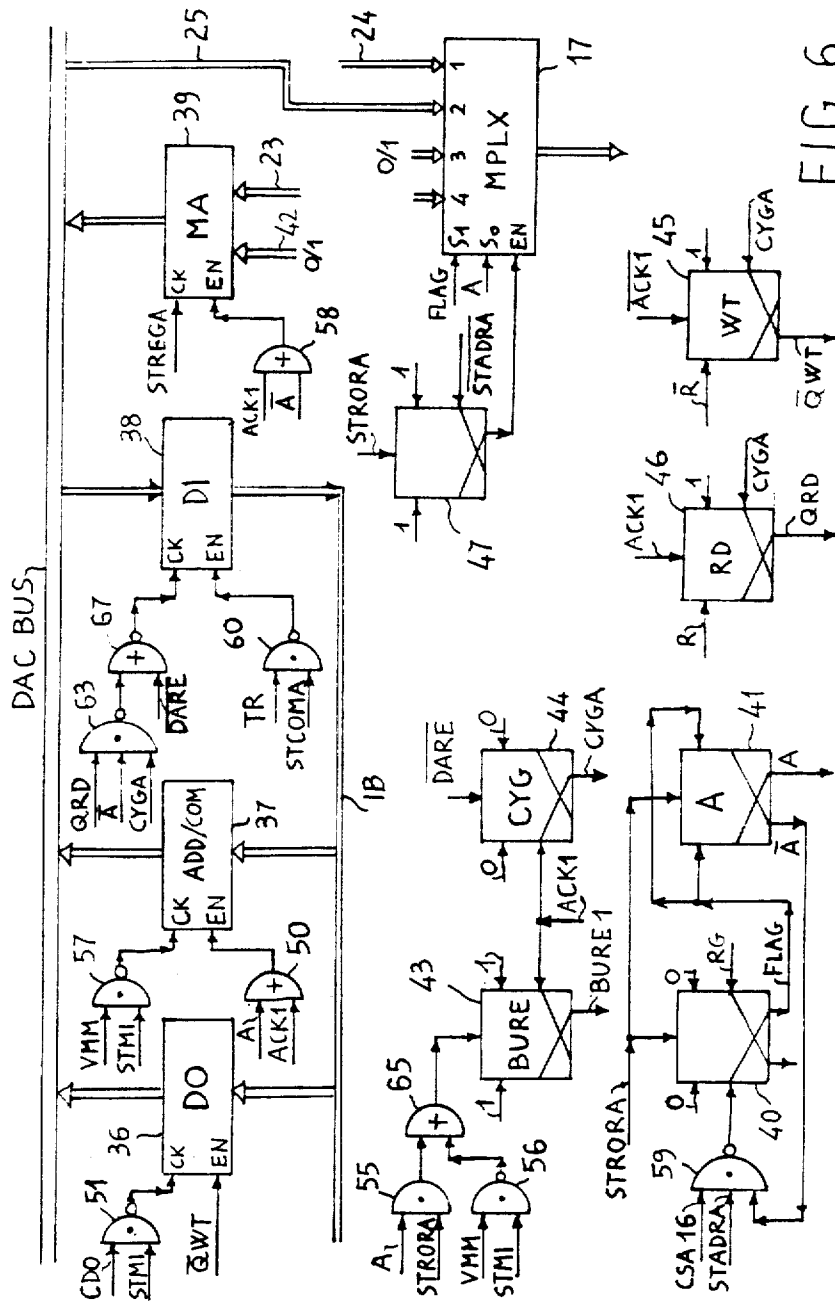 DAC BUS
25
39
MA
CK
EN
STREGA
0/1
42
23
ACK1
A̅
+
58
24
1
2
3
4
0/1
MPLX
17
S1
S0
EN
FLAG
A
38
DI
CK
EN
67
+
DARE
63
QRD
A̅
CYGA
60
TR
STCOMA
ADD/COM
37
CK
EN
57
VMM
STMI
A
ACK1
+
50
DO
36
CK
EN
51
CDO
STMI
Q̅WT
IB
STRORA
1
1
STADRA
47
65
+
55
A
STRORA
56
VMM
STMI
43
BURE
1
1
BURE1
ACK1
DARE
0
0
CYG
44
CYGA
ACK1
46
RD
R
1
CYGA
QRD
A̅C̅K̅1̅
45
WT
R̅
1
CYGA
Q̅WT
STRORA
0
0
RG
40
FLAG
59
CSA16
STADRA
A
41
A̅
A
FIG 6